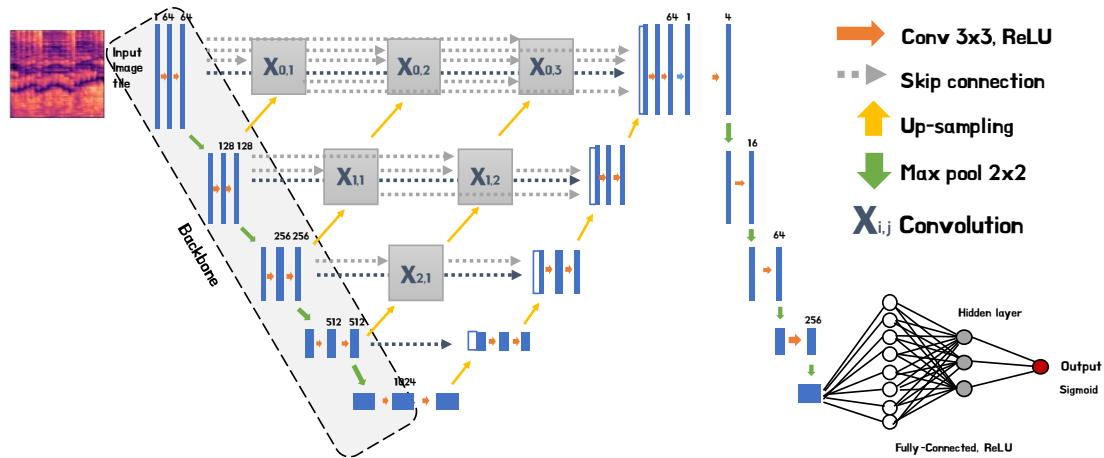 1 64 64
Input
Image
tile
X0,1
X0,2
X0,3
64 1
4
128 128
X1,1
X1,2
16
Backbone
256 256
X2,1
64
512 512
256
1024
Conv 3x3, ReLU
Skip connection
Up-sampling
Max pool 2x2
Xi,j Convolution
Hidden layer
Output
Sigmoid
Fully-Connected, ReLU